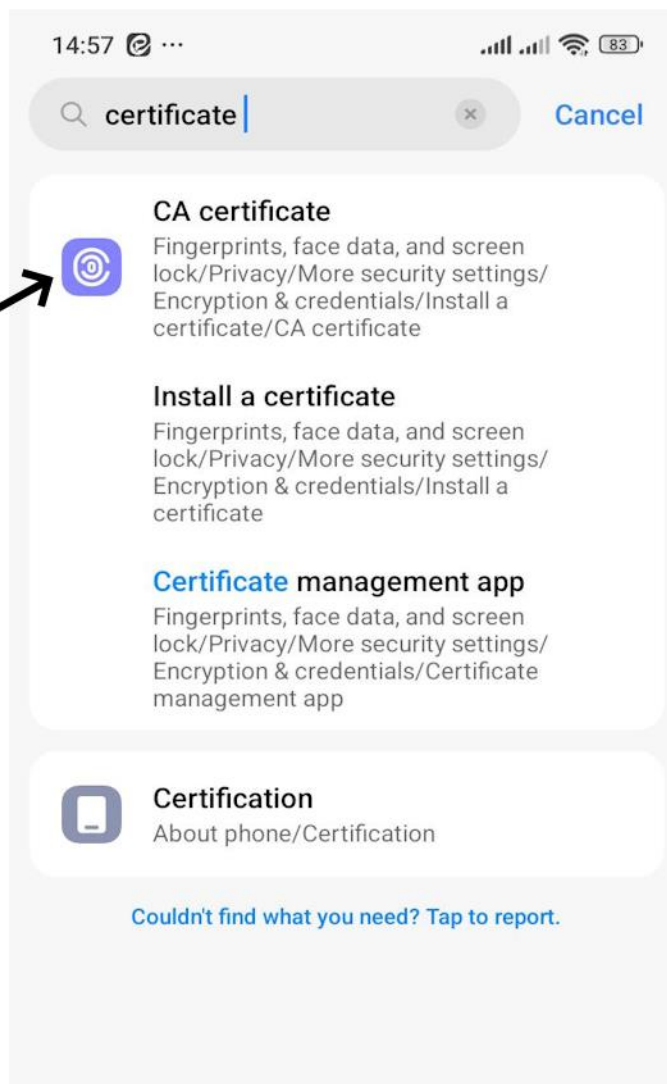 14:57 ...
83
certificate
Cancel
CA certificate
Fingerprints, face data, and screen
lock/Privacy/More security settings/
Encryption & credentials/Install a
certificate/CA certificate
Install a certificate
Fingerprints, face data, and screen
lock/Privacy/More security settings/
Encryption & credentials/Install a
certificate
Certificate management app
Fingerprints, face data, and screen
lock/Privacy/More security settings/
Encryption & credentials/Certificate
management app
Certification
About phone/Certification
Couldn't find what you need? Tap to report.